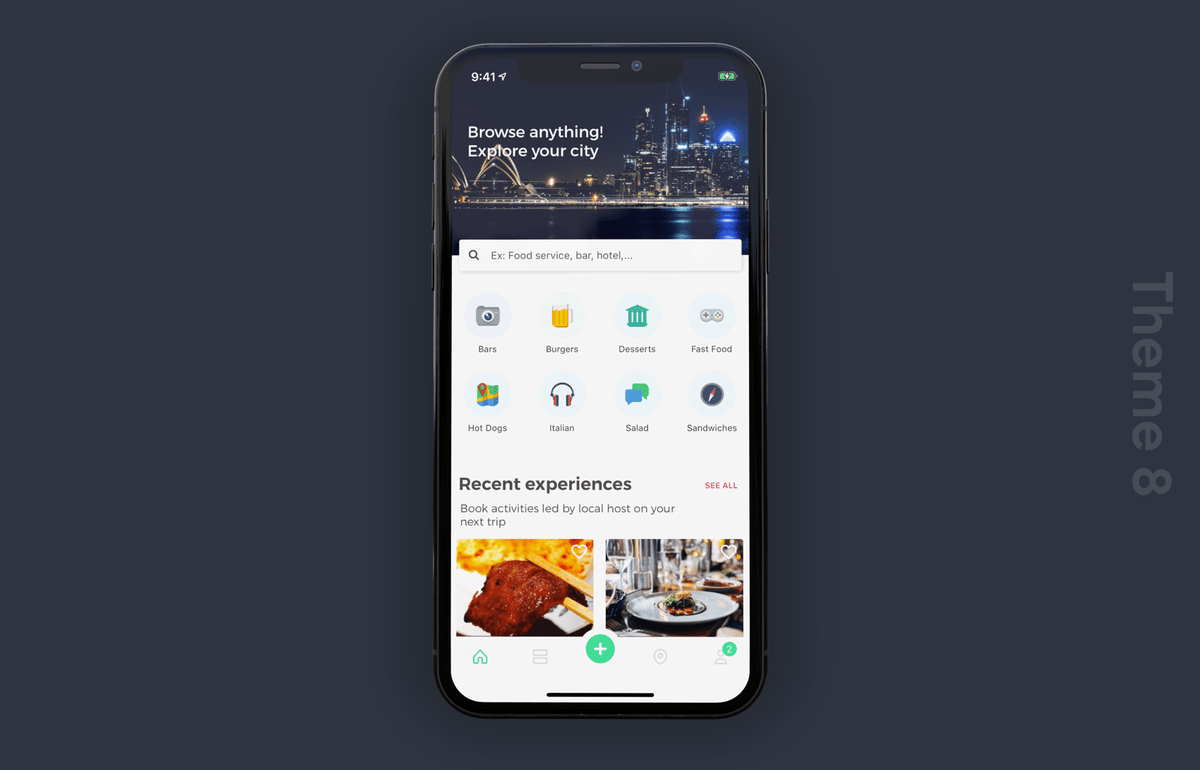 9:41
Browse anything!
Explore your city
Ex: Food service, bar, hotel,...
Bars
Burgers
Desserts
Fast Food
Hot Dogs
Italian
Salad
Sandwiches
Recent experiences
SEE ALL
Book activities led by local host on your
next trip
2
Theme 8